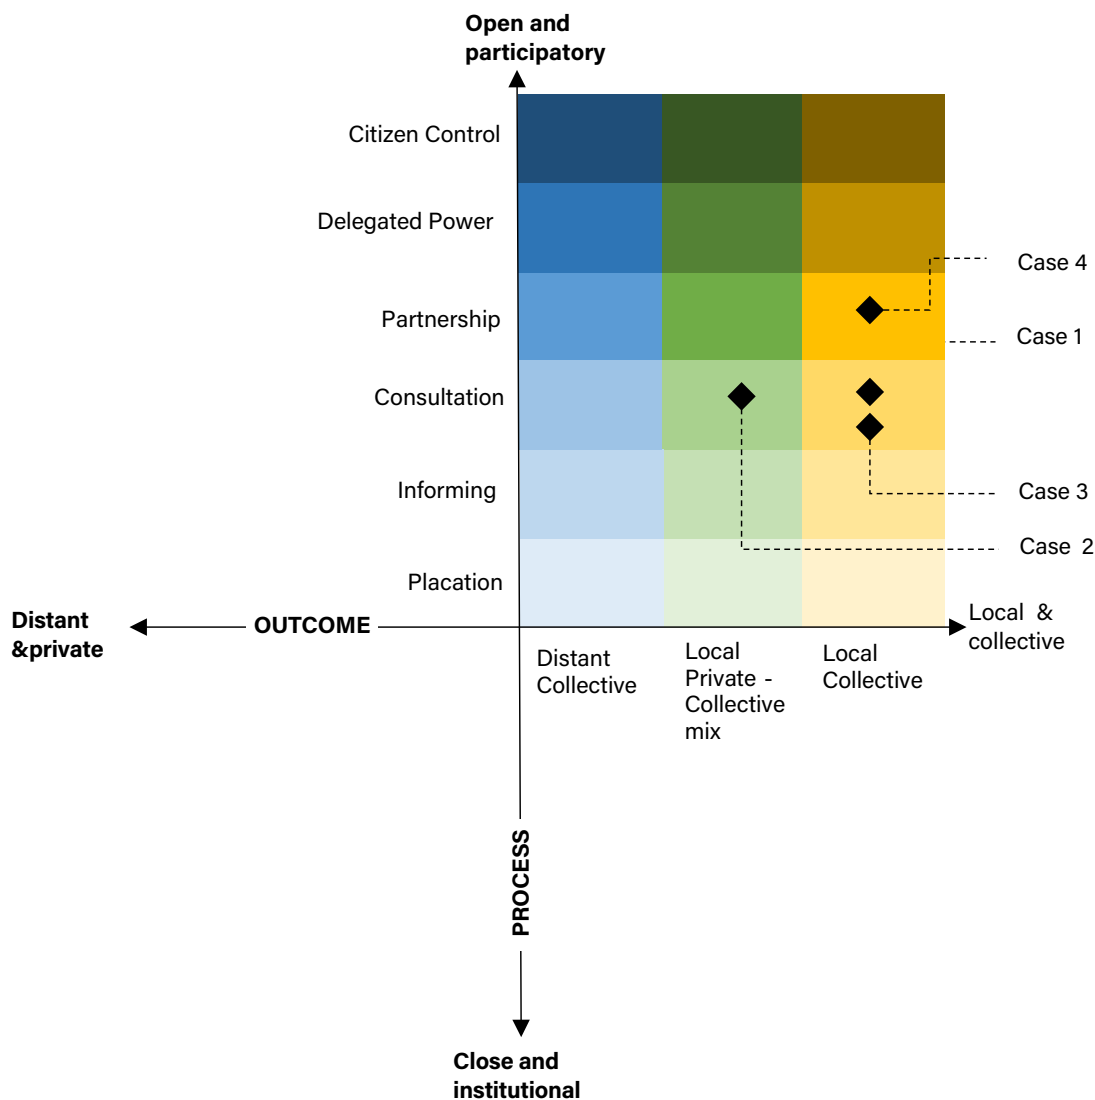 Open and
participatory
Citizen Control
Delegated Power
Case 4
Partnership
Case 1
Consultation
Informing
Case 3
Case 2
Placation
Distant
&private
OUTCOME
Local &
collective
Distant
Collective
Local
Private -
Collective
mix
Local
Collective
PROCESS
Close and
institutional